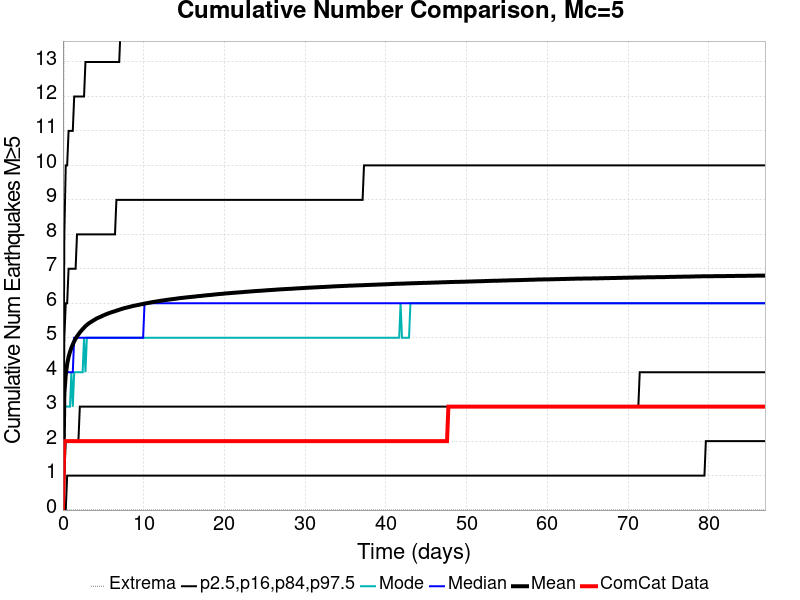 Cumulative Number Comparison, Mc=5
Cumulative Num Earthquakes M≥5
13
12
11
10
9
8
7
6
5
4
3
2
1
0
0 10 20 30 40 50 60 70 80
Time (days)
Extrema p2.5,p16,p84,p97.5 Mode Median Mean ComCat Data